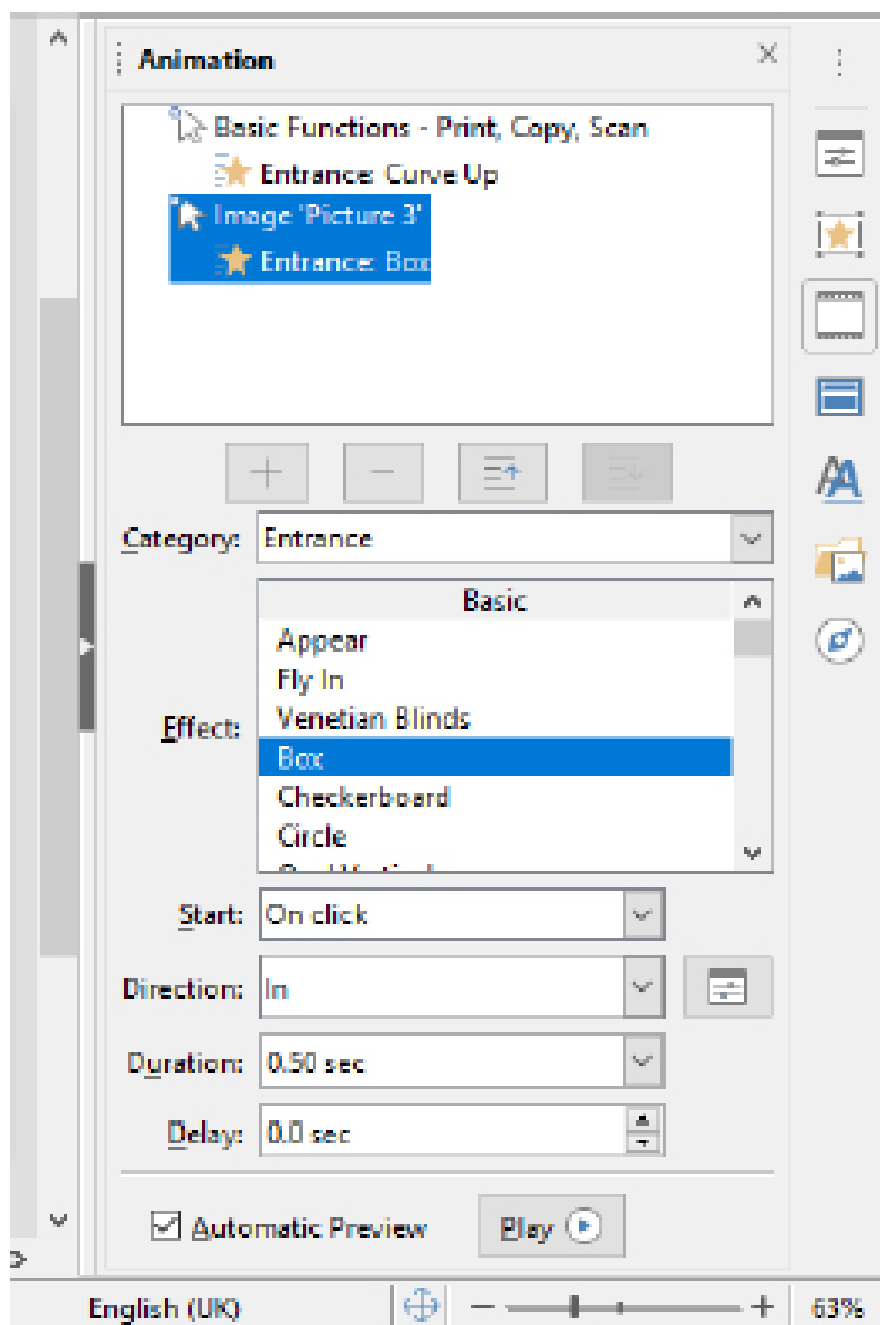 Animation
Basic Functions - Print, Copy, Scan
Entrance: Curve Up
Image 'Picture 3'
Entrance: Box
Category: Entrance
Basic
Appear
Fly In
Venetian Blinds
Effect:
Box
Checkerboard
Circle
Start: On click
Direction: In
Duration: 0.50 sec
Delay: 0.0 sec
Automatic Preview Play
English (UK) 63%